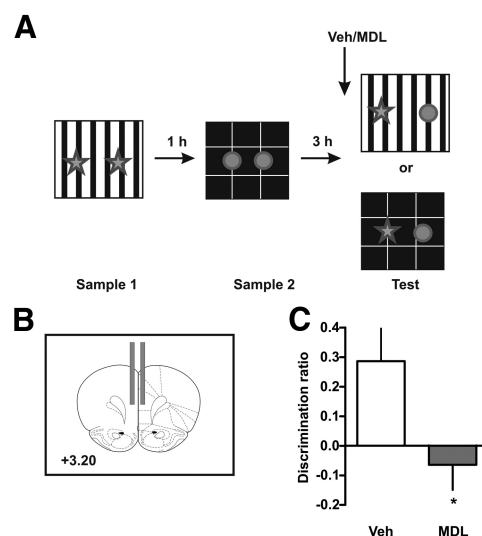 A
Veh/MDL
1 h
3 h
or
Sample 1
Sample 2
Test
B
+3.20
C
Discrimination ratio
0.4
0.3
0.2
0.1
0.0
-0.1
-0.2
*
Veh
MDL